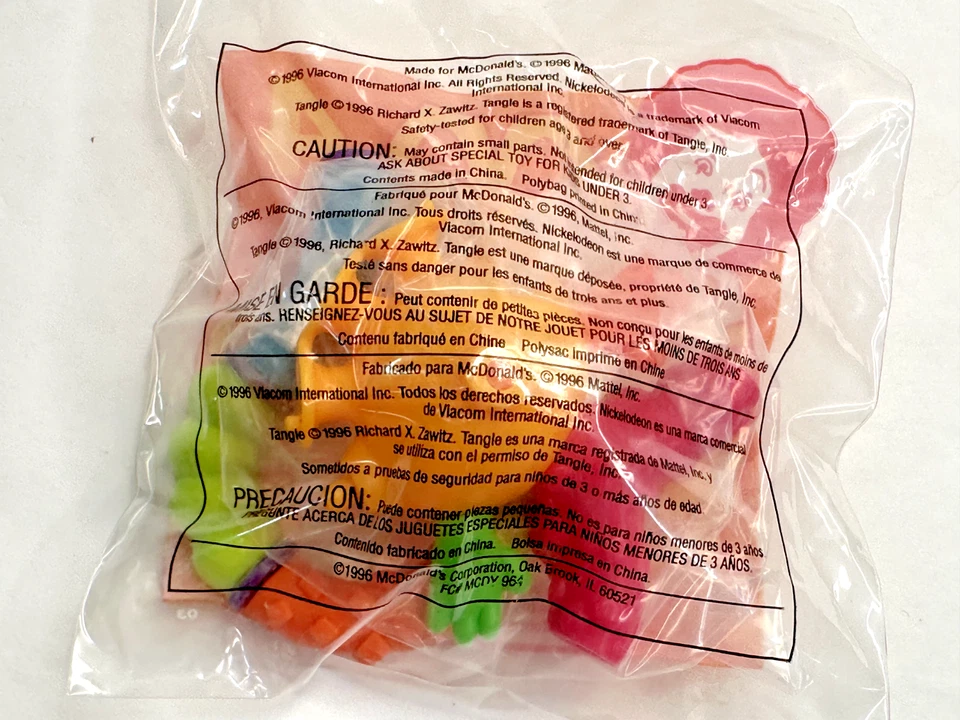 Made for McDonald's. © 1996
© 1996 Viacom International Inc. All Rights Reserved. Nickelodeon is a trademark of Viacom
International Inc.
Tangle © 1996 Richard X. Zawitz. Tangle is a registered trademark of Tangle, Inc
Safety-tested for children age 3 and over
CAUTION: May contain small parts. Not intended for children under 3.
ASK ABOUT SPECIAL TOY FOR KIDS UNDER 3.
Contents made in China. Polybag printed in China.
Fabriqué pour McDonald's. © 1996, Mattel, Inc.
© 1996, Viacom International Inc. Tous droits réservés. Nickelodeon est une marque de commerce de
Viacom International Inc.
Tangle © 1996, Richard X. Zawitz. Tangle est une marque déposée, propriété de Tangle, Inc.
Testé sans danger pour les enfants de trois ans et plus.
MISE EN GARDE : Peut contenir de petites pièces. Non conçu pour les enfants de moins de
trois ans. RENSEIGNEZ-VOUS AU SUJET DE NOTRE JOUET POUR LES MOINS DE TROIS ANS
Contenu fabriqué en Chine Polysac imprimé en Chine
Fabricado para McDonald's. © 1996 Mattel, Inc.
© 1996 Viacom International Inc. Todos los derechos reservados. Nickelodeon es una marca comercial
de Viacom International Inc.
Tangle © 1996 Richard X. Zawitz. Tangle es una marca registrada de Mattel, Inc. y
se utiliza con el permiso de Tangle, Inc.
Sometidos a pruebas de seguridad para niños de 3 o más años de edad.
PRECAUCION: Puede contener piezas pequeñas. No es para niños menores de 3 años
PREGUNTE ACERCA DE LOS JUGUETES ESPECIALES PARA NIÑOS MENORES DE 3 AÑOS.
Contenido fabricado en China. Bolsa impresa en China.
© 1996 McDonald's Corporation, Oak Brook, IL 60521
MCDY 964